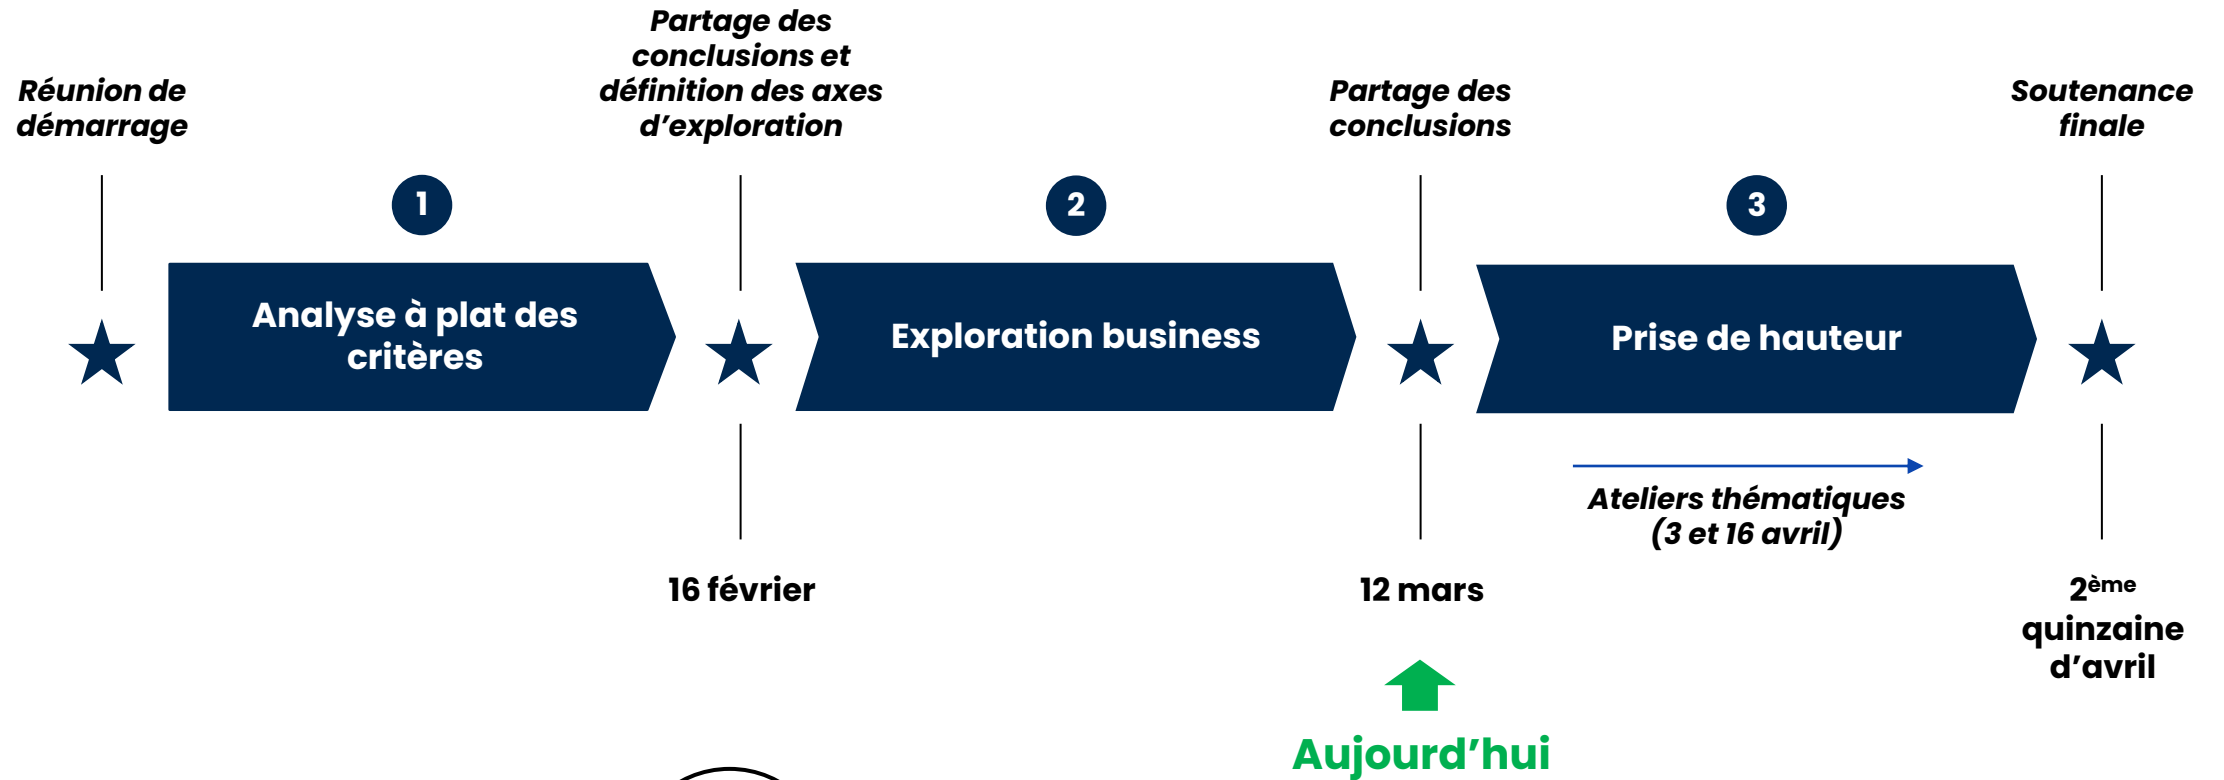 Réunion de
démarrage
Partage des
conclusions et
définition des axes
d’exploration
Partage des
conclusions
Soutenance
finale
1
2
3
Analyse à plat des
critères
Exploration business
Prise de hauteur
Ateliers thématiques
(3 et 16 avril)
16 février
12 mars
2ème
quinzaine
d’avril
Aujourd’hui